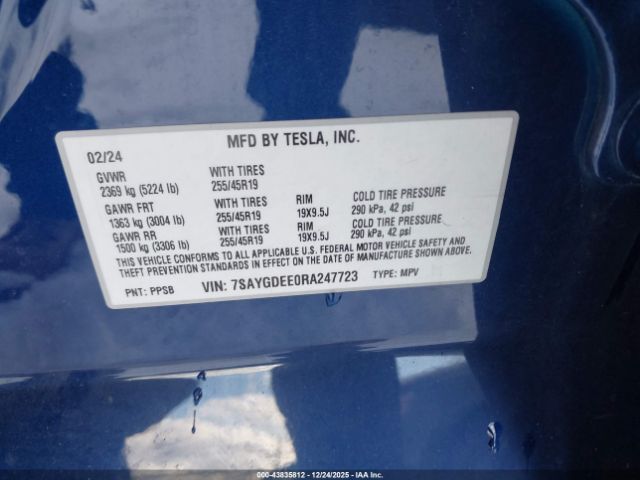 MFD BY TESLA, INC.
02/24
GVWR
2369 kg (5224 lb)
WITH TIRES
255/45R19
GAWR FRT
1363 kg (3004 lb)
WITH TIRES
255/45R19
RIM
19X9.5J
COLD TIRE PRESSURE
290 kPa, 42 psi
GAWR RR
1500 kg (3306 lb)
WITH TIRES
255/45R19
RIM
19X9.5J
COLD TIRE PRESSURE
290 kPa, 42 psi
THIS VEHICLE CONFORMS TO ALL APPLICABLE U.S. FEDERAL MOTOR VEHICLE SAFETY AND
THEFT PREVENTION STANDARDS IN EFFECT ON THE DATE OF MANUFACTURE SHOWN ABOVE.
PNT: PPSB VIN: 7SAYGDEE0RA247723 TYPE: MPV
000-43835812 - 12/24/2025 - IAA Inc.